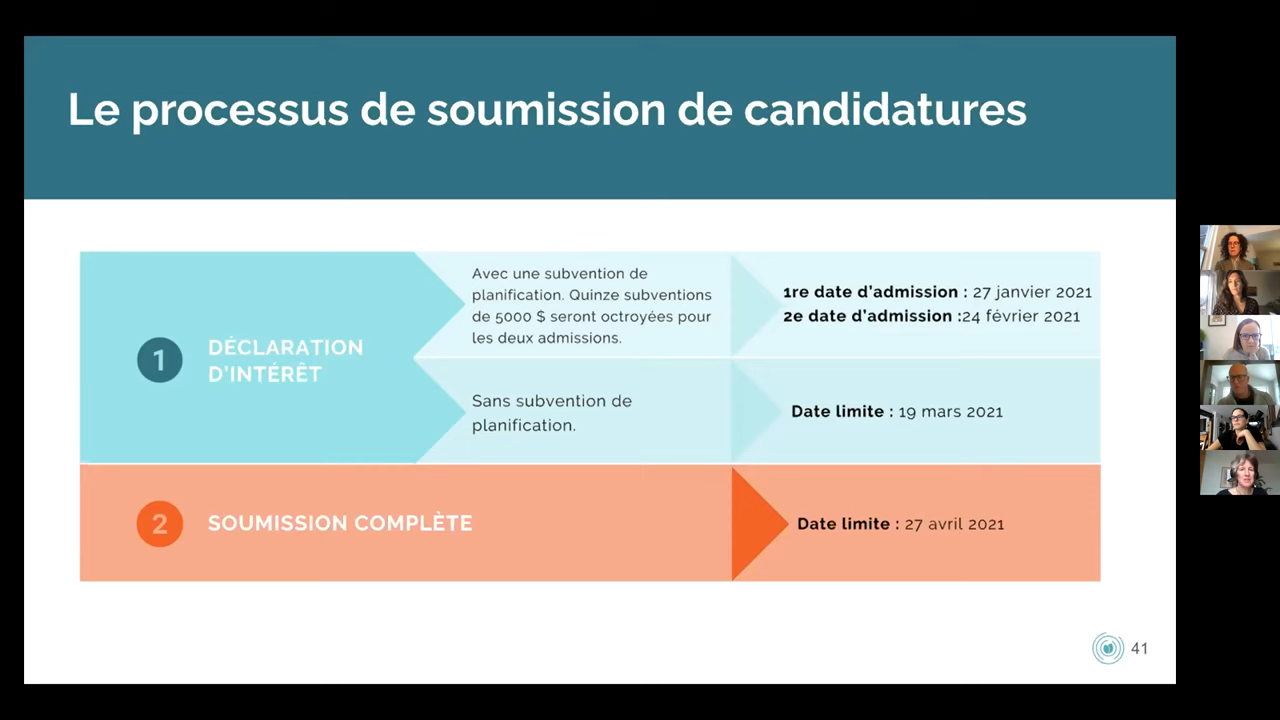 Le processus de soumission de candidatures
1
DÉCLARATION
D'INTÉRÊT
Avec une subvention de
planification. Quinze subventions
de 5000 $ seront octroyées pour
les deux admissions.
1re date d'admission : 27 janvier 2021
2e date d'admission :24 février 2021
Sans subvention de
planification.
Date limite : 19 mars 2021
2
SOUMISSION COMPLÈTE
Date limite : 27 avril 2021
41